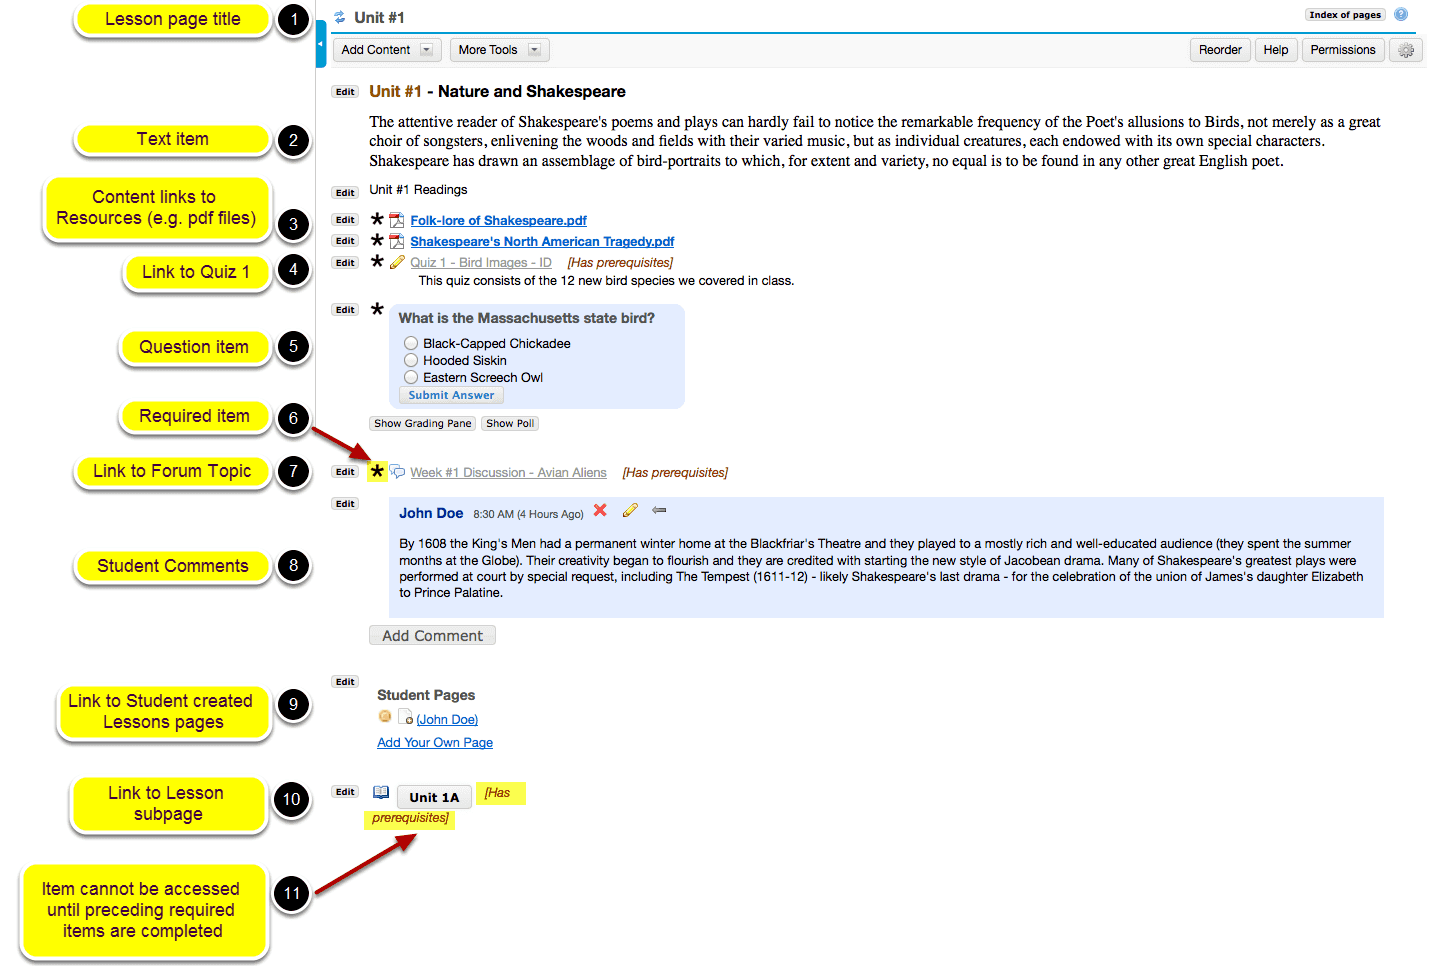 Lesson page title
1
Unit #1
Index of pages
?
Add Content
More Tools
Reorder
Help
Permissions
Edit
Unit #1 - Nature and Shakespeare
Text item
2
The attentive reader of Shakespeare's poems and plays can hardly fail to notice the remarkable frequency of the Poet's allusions to Birds, not merely as a great
choir of songsters, enlivening the woods and fields with their varied music, but as individual creatures, each endowed with its own special characters.
Shakespeare has drawn an assemblage of bird-portraits to which, for extent and variety, no equal is to be found in any other great English poet.
Edit
Unit #1 Readings
Content links to
Resources (e.g. pdf files)
3
Edit
* Folk-lore of Shakespeare.pdf
Edit
* Shakespeare's North American Tragedy.pdf
Link to Quiz 1
4
Edit
* Quiz 1 - Bird Images - ID [Has prerequisites]
This quiz consists of the 12 new bird species we covered in class.
Question item
5
Edit
*
What is the Massachusetts state bird?
Black-Capped Chickadee
Hooded Siskin
Eastern Screech Owl
Submit Answer
Show Grading Pane
Show Poll
Required item
6
Link to Forum Topic
7
Edit
* Week #1 Discussion - Avian Aliens [Has prerequisites]
Student Comments
8
Edit
John Doe 8:30 AM (4 Hours Ago)
By 1608 the King's Men had a permanent winter home at the Blackfriar's Theatre and they played to a mostly rich and well-educated audience (they spent the summer
months at the Globe). Their creativity began to flourish and they are credited with starting the new style of Jacobean drama. Many of Shakespeare's greatest plays were
performed at court by special request, including The Tempest (1611-12) - likely Shakespeare's last drama - for the celebration of the union of James's daughter Elizabeth
to Prince Palatine.
Add Comment
Link to Student created
Lessons pages
9
Edit
Student Pages
(John Doe)
Add Your Own Page
Link to Lesson
subpage
10
Edit
Unit 1A
[Has
prerequisites]
Item cannot be accessed
until preceding required
items are completed
11